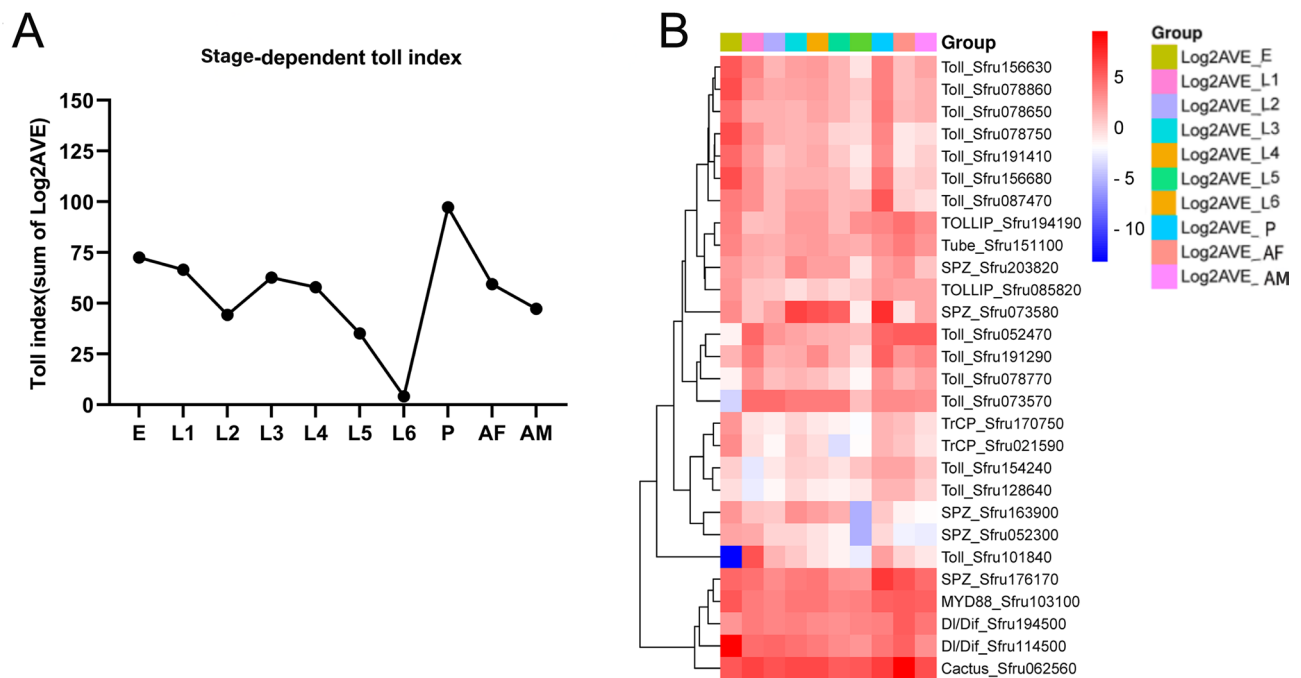 A
Stage-dependent toll index
Toll index(sum of Log2AVE)
150
125
100
75
50
25
0
E L1 L2 L3 L4 L5 L6 P AF AM
B
Group
Toll_Sfru156630
Toll_Sfru078860
Toll_Sfru078650
Toll_Sfru078750
Toll_Sfru191410
Toll_Sfru156680
Toll_Sfru087470
TOLLIP_Sfru194190
Tube_Sfru151100
SPZ_Sfru203820
TOLLIP_Sfru085820
SPZ_Sfru073580
Toll_Sfru052470
Toll_Sfru191290
Toll_Sfru078770
Toll_Sfru073570
TrCP_Sfru170750
TrCP_Sfru021590
Toll_Sfru154240
Toll_Sfru128640
SPZ_Sfru163900
SPZ_Sfru052300
Toll_Sfru101840
SPZ_Sfru176170
MYD88_Sfru103100
Dl/Dif_Sfru194500
Dl/Dif_Sfru114500
Cactus_Sfru062560
5
0
- 5
- 10
Group
Log2AVE_E
Log2AVE_L1
Log2AVE_L2
Log2AVE_L3
Log2AVE_L4
Log2AVE_L5
Log2AVE_L6
Log2AVE_ P
Log2AVE_ AF
Log2AVE_ AM